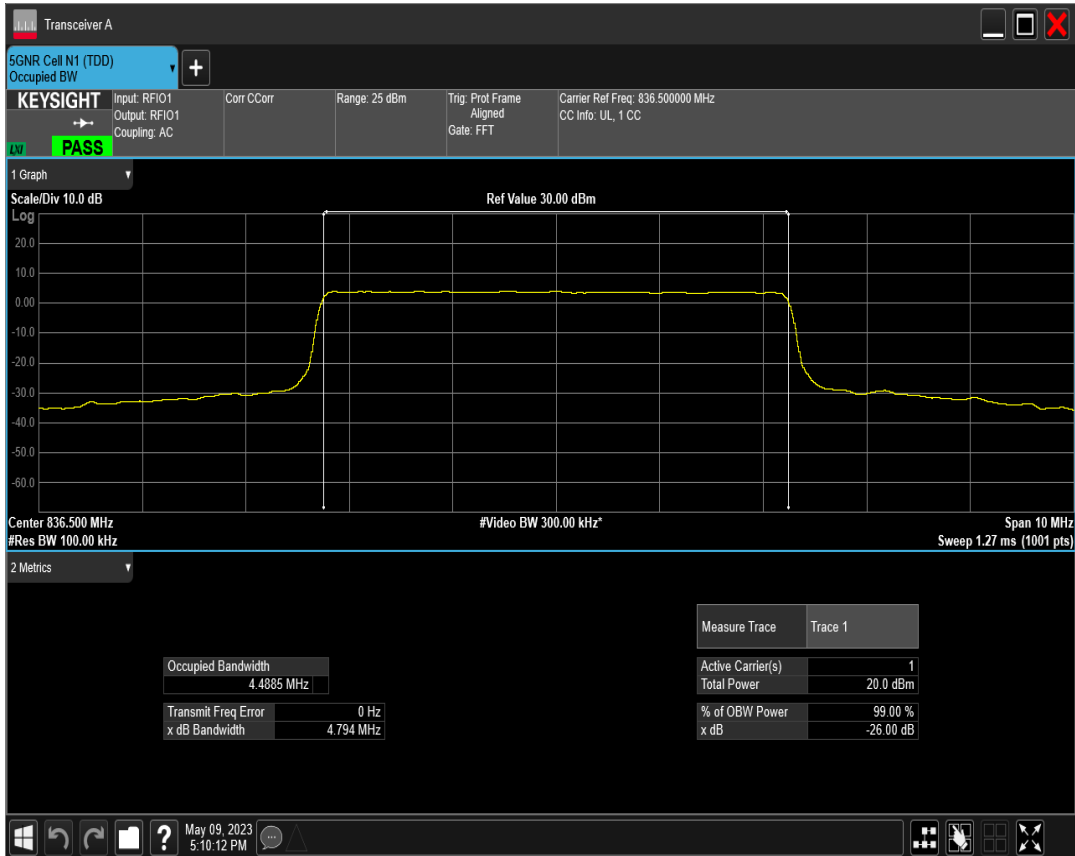 Transceiver A
5GNR Cell N1 (TDD)
Occupied BW
KEYSIGHT
LXI
PASS
Input: RFIO1
Output: RFIO1
Coupling: AC
Corr CCorr
Range: 25 dBm
Trig: Prot Frame
Aligned
Gate: FFT
Carrier Ref Freq: 836.500000 MHz
CC Info: UL, 1 CC
1 Graph
Scale/Div 10.0 dB
Ref Value 30.00 dBm
Log
20.0
10.0
0.00
-10.0
-20.0
-30.0
-40.0
-50.0
-60.0
Center 836.500 MHz
#Video BW 300.00 kHz*
Span 10 MHz
#Res BW 100.00 kHz
Sweep 1.27 ms (1001 pts)
2 Metrics
Measure Trace Trace 1
Occupied Bandwidth
4.4885 MHz
Active Carrier(s) 1
Total Power 20.0 dBm
Transmit Freq Error 0 Hz
x dB Bandwidth 4.794 MHz
% of OBW Power 99.00 %
x dB -26.00 dB
?
May 09, 2023
5:10:12 PM